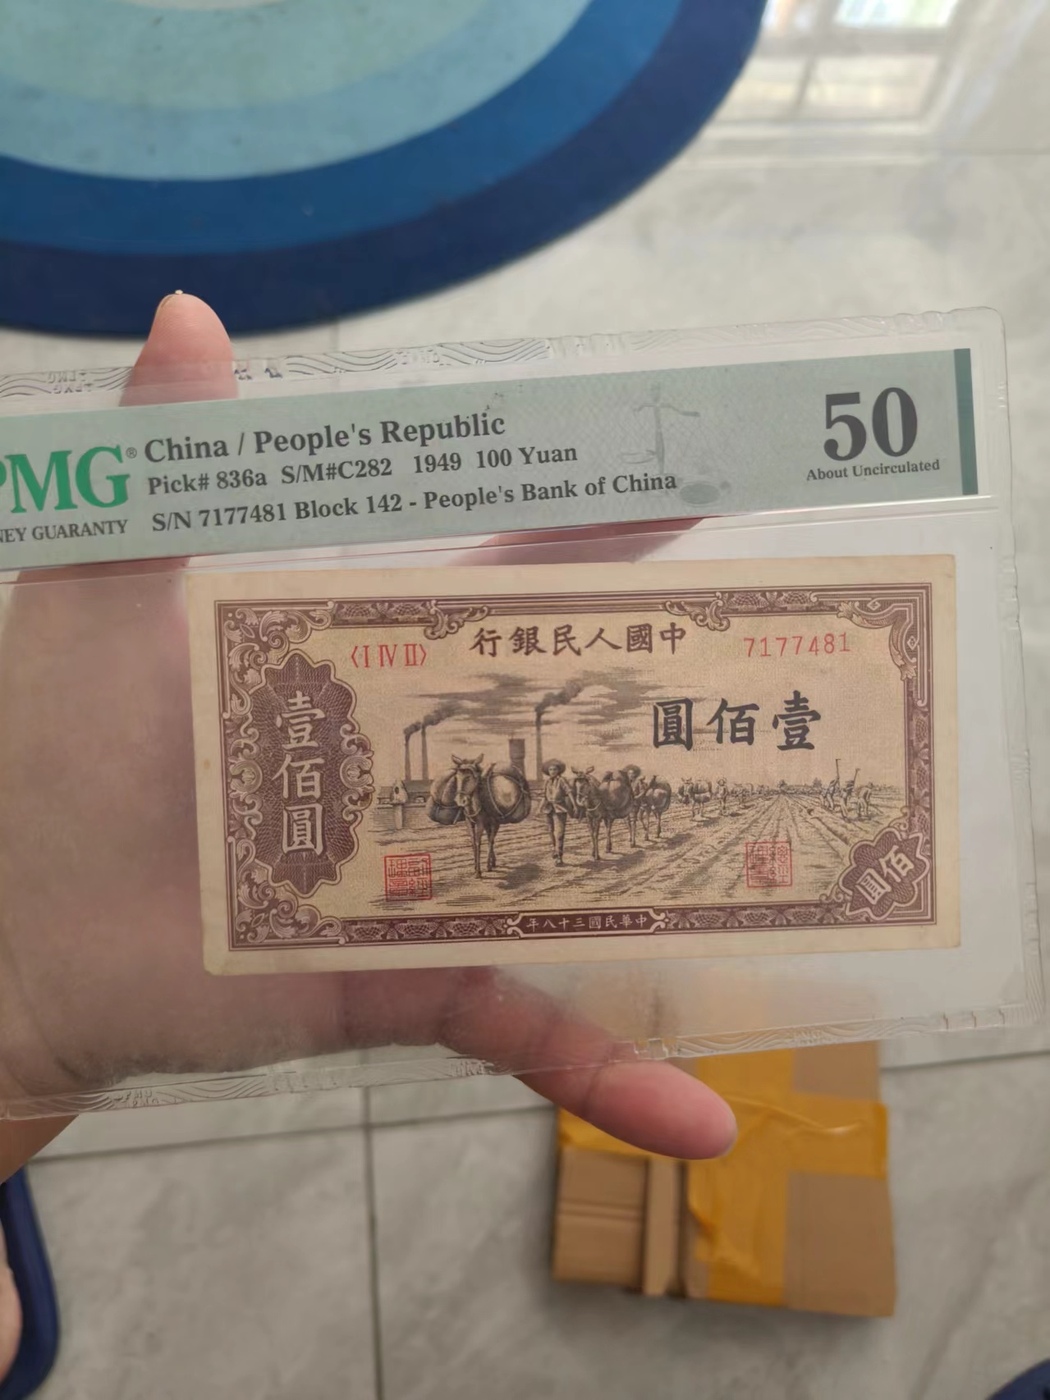 PMG® China / People's Republic
Pick# 836a S/M#C282 1949 100 Yuan
NEY GUARANTY S/N 7177481 Block 142 - People's Bank of China
50
About Uncirculated
行銀民人國中
〈I IV II〉
7177481
圓佰壹
壹佰圓
圓佰
年八十三國民華中